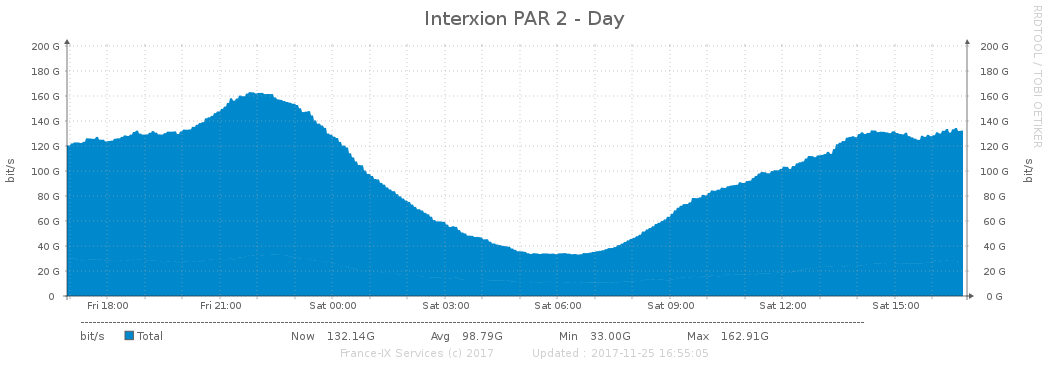 Interxion PAR 2 - Day
RRDTOOL / TOBI OETIKER
bit/s
200 G 200 G
180 G 180 G
160 G 160 G
140 G 140 G
120 G 120 G
100 G 100 G
80 G 80 G
60 G 60 G
40 G 40 G
20 G 20 G
0 0 G
bit/s
Fri 18:00 Fri 21:00 Sat 00:00 Sat 03:00 Sat 06:00 Sat 09:00 Sat 12:00 Sat 15:00
bit/s Total Now 132.14G Avg 98.79G Min 33.00G Max 162.91G
France-IX Services (c) 2017 Updated : 2017-11-25 16:55:05